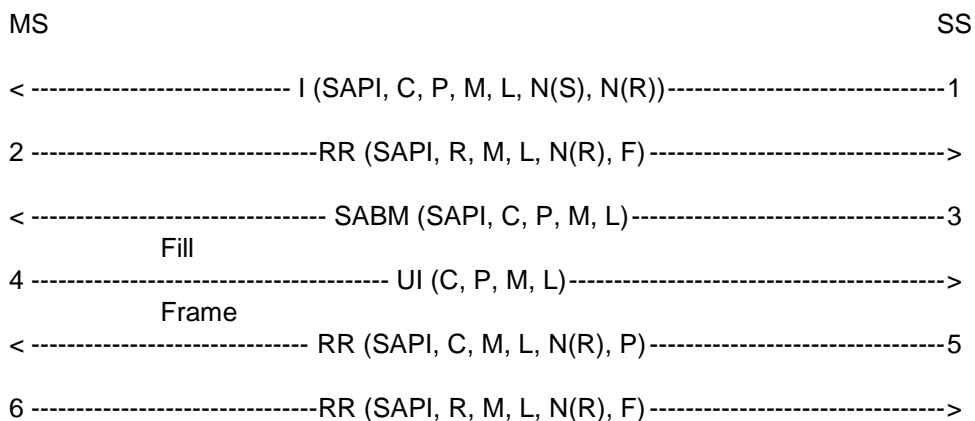 MS SS
< ----------------------------- I (SAPI, C, P, M, L, N(S), N(R))-------------------------------1
2 --------------------------------RR (SAPI, R, M, L, N(R), F) --------------------------------->
< --------------------------------- SABM (SAPI, C, P, M, L)-----------------------------------3
Fill
4 ---------------------------------------- UI (C, P, M, L)------------------------------------------>
Frame
< ------------------------------- RR (SAPI, C, M, L, N(R), P) ---------------------------------5
6 --------------------------------RR (SAPI, R, M, L, N(R), F) --------------------------------->